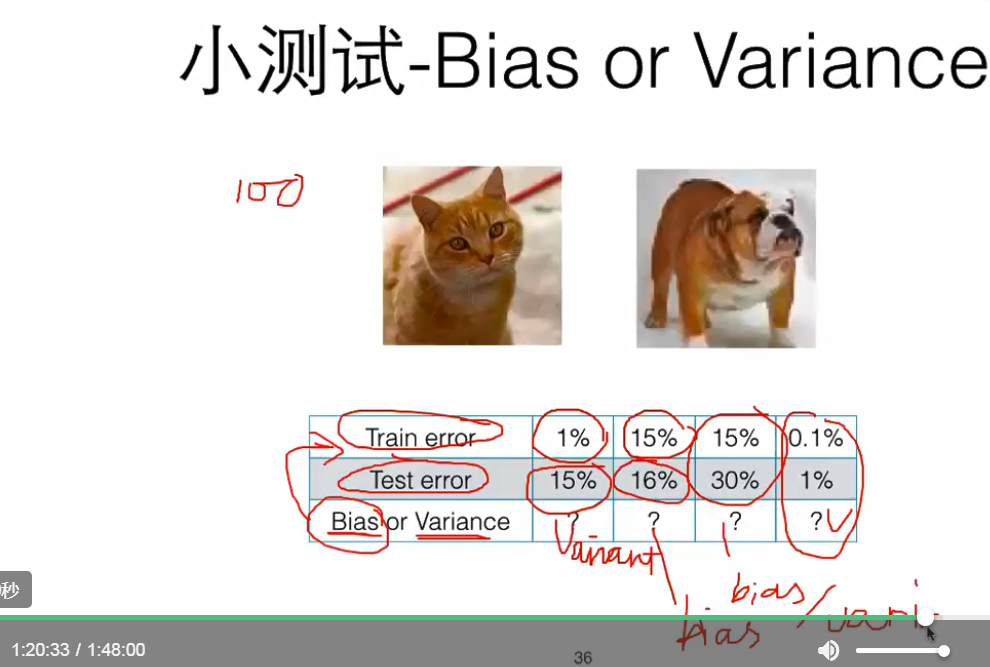 小测试-Bias or Variance
100
Train error 1% 15% 15% 0.1%
Test error 15% 16% 30% 1%
Bias or Variance ? ? ? ?
Variant
bias/vari
bias
秒
1:20:33 / 1:48:00
36